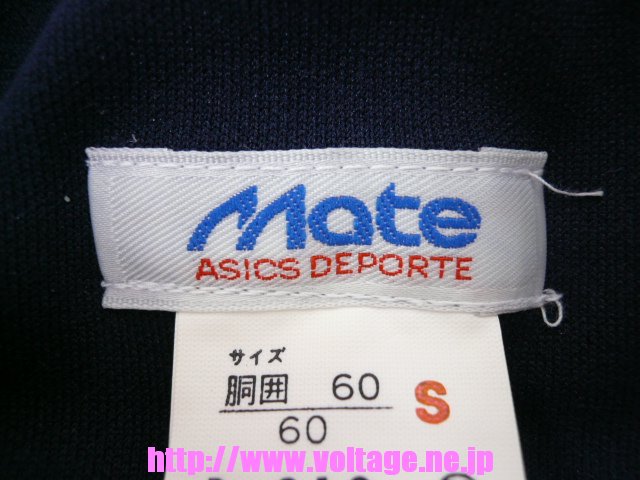 Mate
ASICS DEPORTE
サイズ
胴囲 60 S
60
http://www.voltage.ne.jp